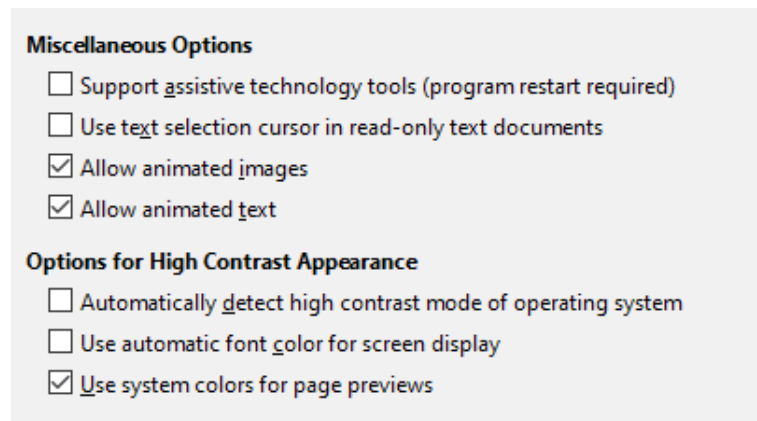 Miscellaneous Options
Support assistive technology tools (program restart required)
Use text selection cursor in read-only text documents
Allow animated images
Allow animated text
Options for High Contrast Appearance
Automatically detect high contrast mode of operating system
Use automatic font color for screen display
Use system colors for page previews